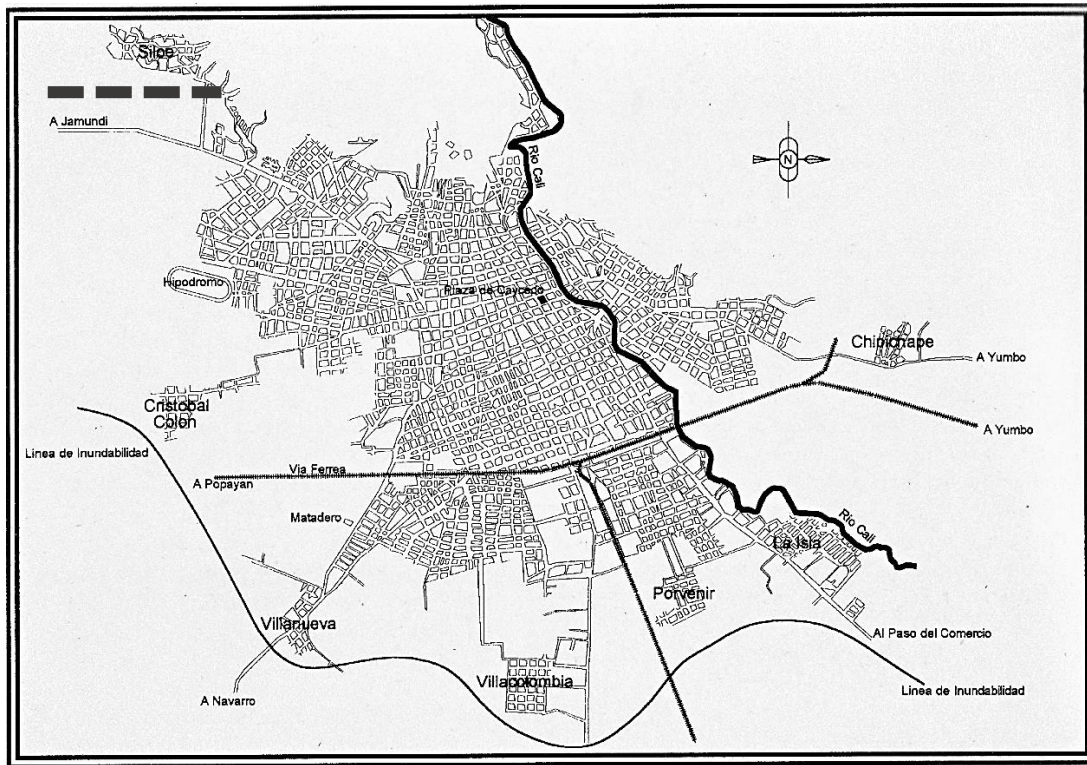 Siloe
A Jamundi
N
Rio Cali
Hipodromo
Plaza de Caycedo
Chipichape
A Yumbo
Cristobal
Colon
A Yumbo
Linea de Inundabilidad
Via Ferrea
A Popayan
Matadero
Rio Cali
La Isla
Porvenir
Villanueva
Al Paso del Comercio
Villacolombia
Linea de Inundabilidad
A Navarro